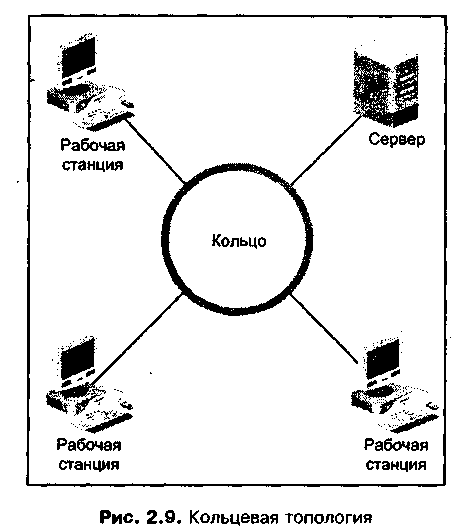 Рабочая
станция
Сервер
Кольцо
Рабочая
станция
Рабочая
станция
Рис. 2.9. Кольцевая топология